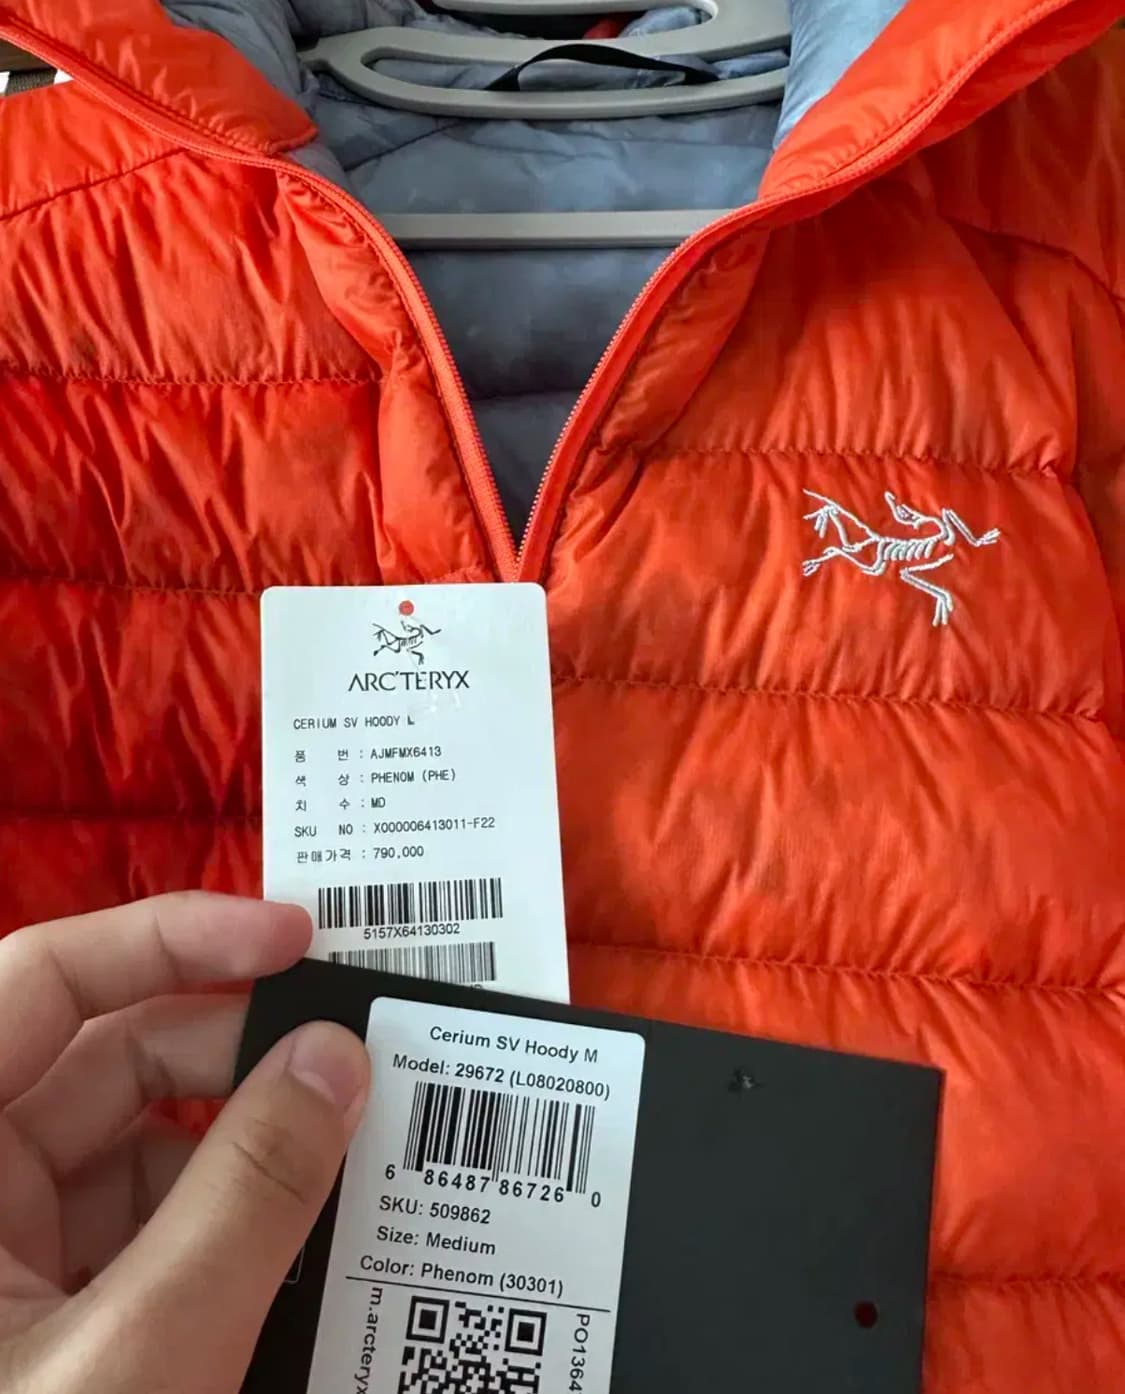 ARC'TERYX
CERIUM SV HOODY L
품 번 : AJMFMX6413
색 상 : PHENOM (PHE)
치 수 : MD
SKU NO : X000006413011-F22
판매가격 : 790,000
5157X64130302
Cerium SV Hoody M
Model: 29672 (L08020800)
6 86487 86726 0
SKU: 509862
Size: Medium
Color: Phenom (30301)
m.arcteryx
PO1364